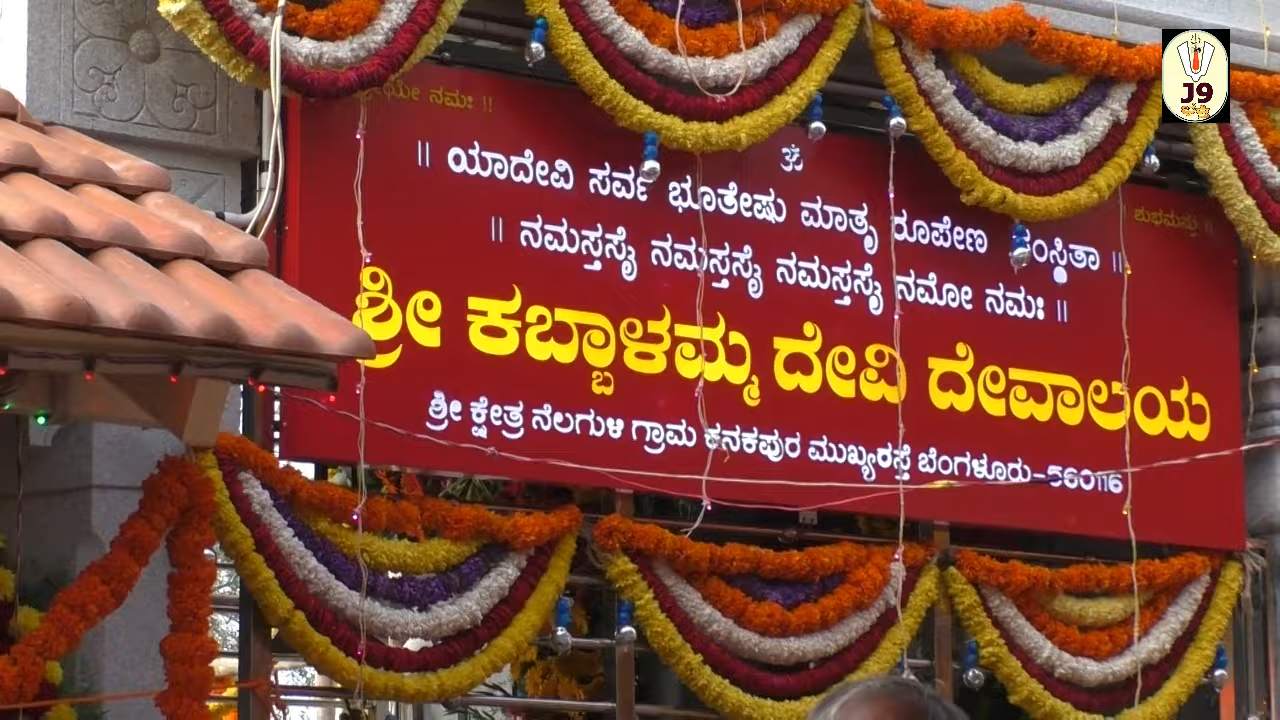 ನಮಃ ||
ॐ
|| ಯಾದೇವಿ ಸರ್ವ ಭೂತೇಷು ಮಾತೃ ರೂಪೇಣ ಸಂಸ್ಥಿತಾ ||
|| ನಮಸ್ತಸ್ಯೈ ನಮಸ್ತಸ್ಯೈ ನಮಸ್ತಸ್ಯೈ ನಮೋ ನಮಃ ||
|| ಶುಭಮಸ್ತು ||
ಶ್ರೀ ಕಬ್ಬಾಳಮ್ಮ ದೇವಿ ದೇವಾಲಯ
ಶ್ರೀ ಕ್ಷೇತ್ರ ನೆಲಗುಳಿ ಗ್ರಾಮ ಕನಕಪುರ ಮುಖ್ಯರಸ್ತೆ ಬೆಂಗಳೂರು-560116
J9